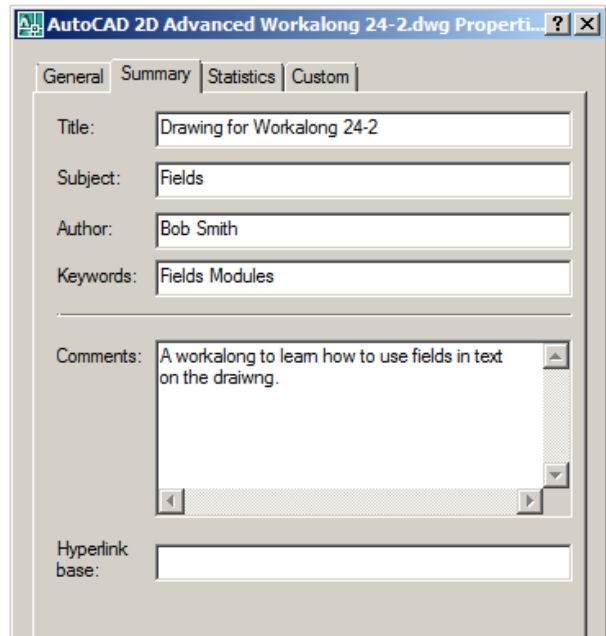 AutoCAD 2D Advanced Workalong 24-2.dwg Properti... ? X
General Summary Statistics Custom
Title: Drawing for Workalong 24-2
Subject: Fields
Author: Bob Smith
Keywords: Fields Modules
Comments: A workalong to learn how to use fields in text
on the draiwng.
Hyperlink
base: